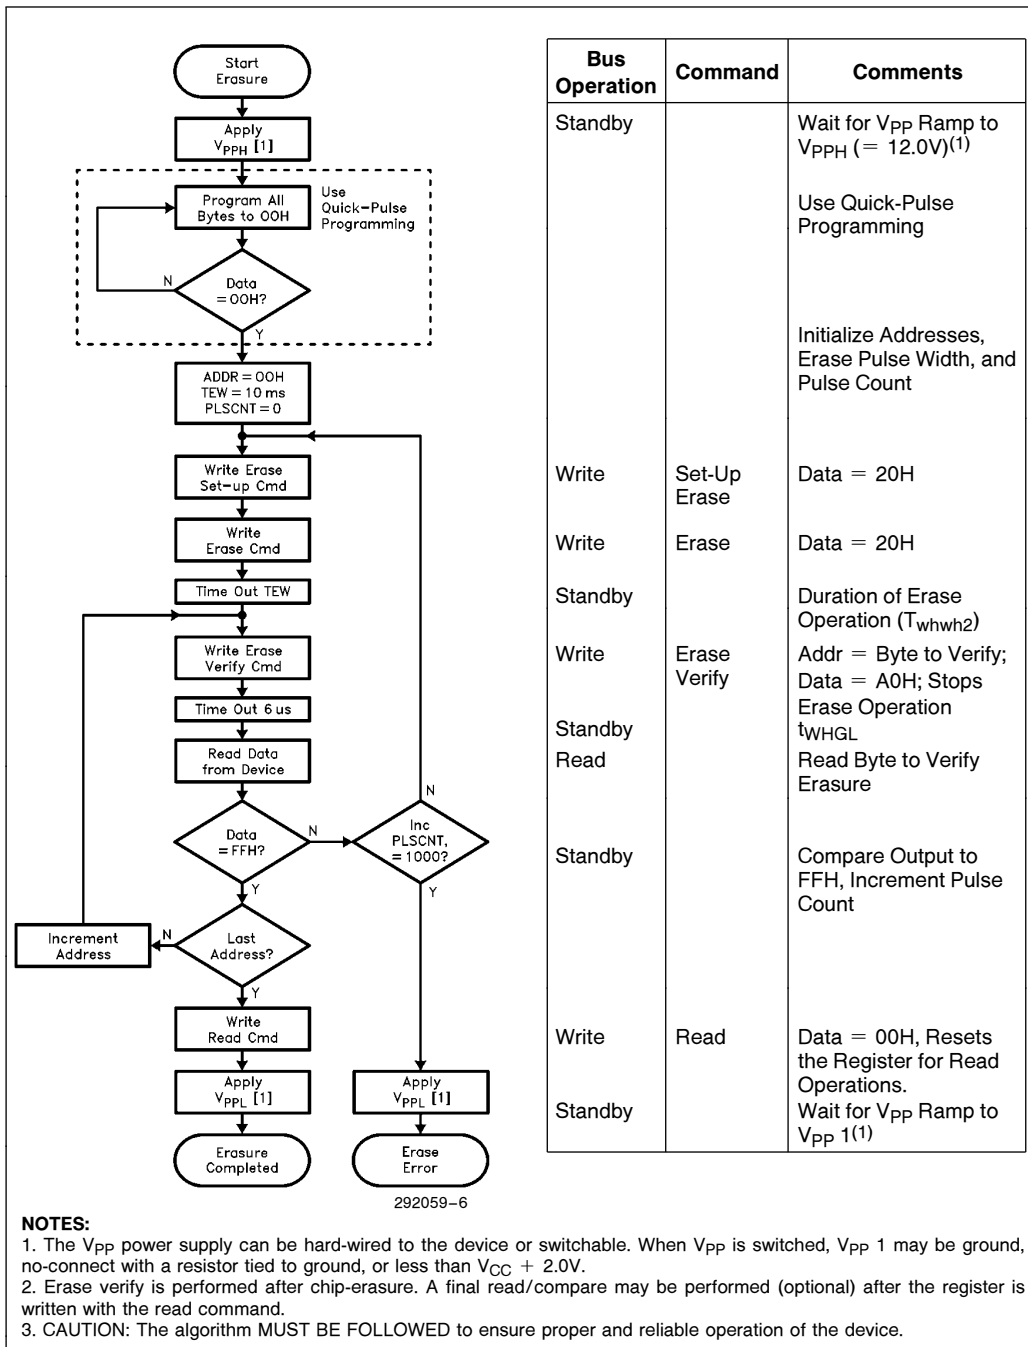 Start
Erasure
Apply
VPPH [1]
Program All
Bytes to 00H
Use
Quick-Pulse
Programming
N
Data
= 00H?
Y
ADDR = 00H
TEW = 10 ms
PLSCNT = 0
Write Erase
Set-up Cmd
Write
Erase Cmd
Time Out TEW
Write Erase
Verify Cmd
Time Out 6 us
Read Data
from Device
N
Data
= FFH?
N
Inc
PLSCNT,
= 1000?
Y
Y
Increment
Address
N
Last
Address?
Y
Write
Read Cmd
Apply
VPPL [1]
Apply
VPPL [1]
Erasure
Completed
Erase
Error
292059-6
Bus
Operation
Command
Comments
Standby
Wait for VPP Ramp to
VPPH (= 12.0V)(1)
Use Quick-Pulse
Programming
Initialize Addresses,
Erase Pulse Width, and
Pulse Count
Write
Set-Up
Erase
Data = 20H
Write
Erase
Data = 20H
Standby
Duration of Erase
Operation (Twhwh2)
Write
Erase
Verify
Addr = Byte to Verify;
Data = A0H; Stops
Erase Operation
Standby
tWHGL
Read
Read Byte to Verify
Erasure
Standby
Compare Output to
FFH, Increment Pulse
Count
Write
Read
Data = 00H, Resets
the Register for Read
Operations.
Standby
Wait for VPP Ramp to
VPP 1(1)
NOTES:
1. The VPP power supply can be hard-wired to the device or switchable. When VPP is switched, VPP 1 may be ground,
no-connect with a resistor tied to ground, or less than VCC + 2.0V.
2. Erase verify is performed after chip-erasure. A final read/compare may be performed (optional) after the register is
written with the read command.
3. CAUTION: The algorithm MUST BE FOLLOWED to ensure proper and reliable operation of the device.